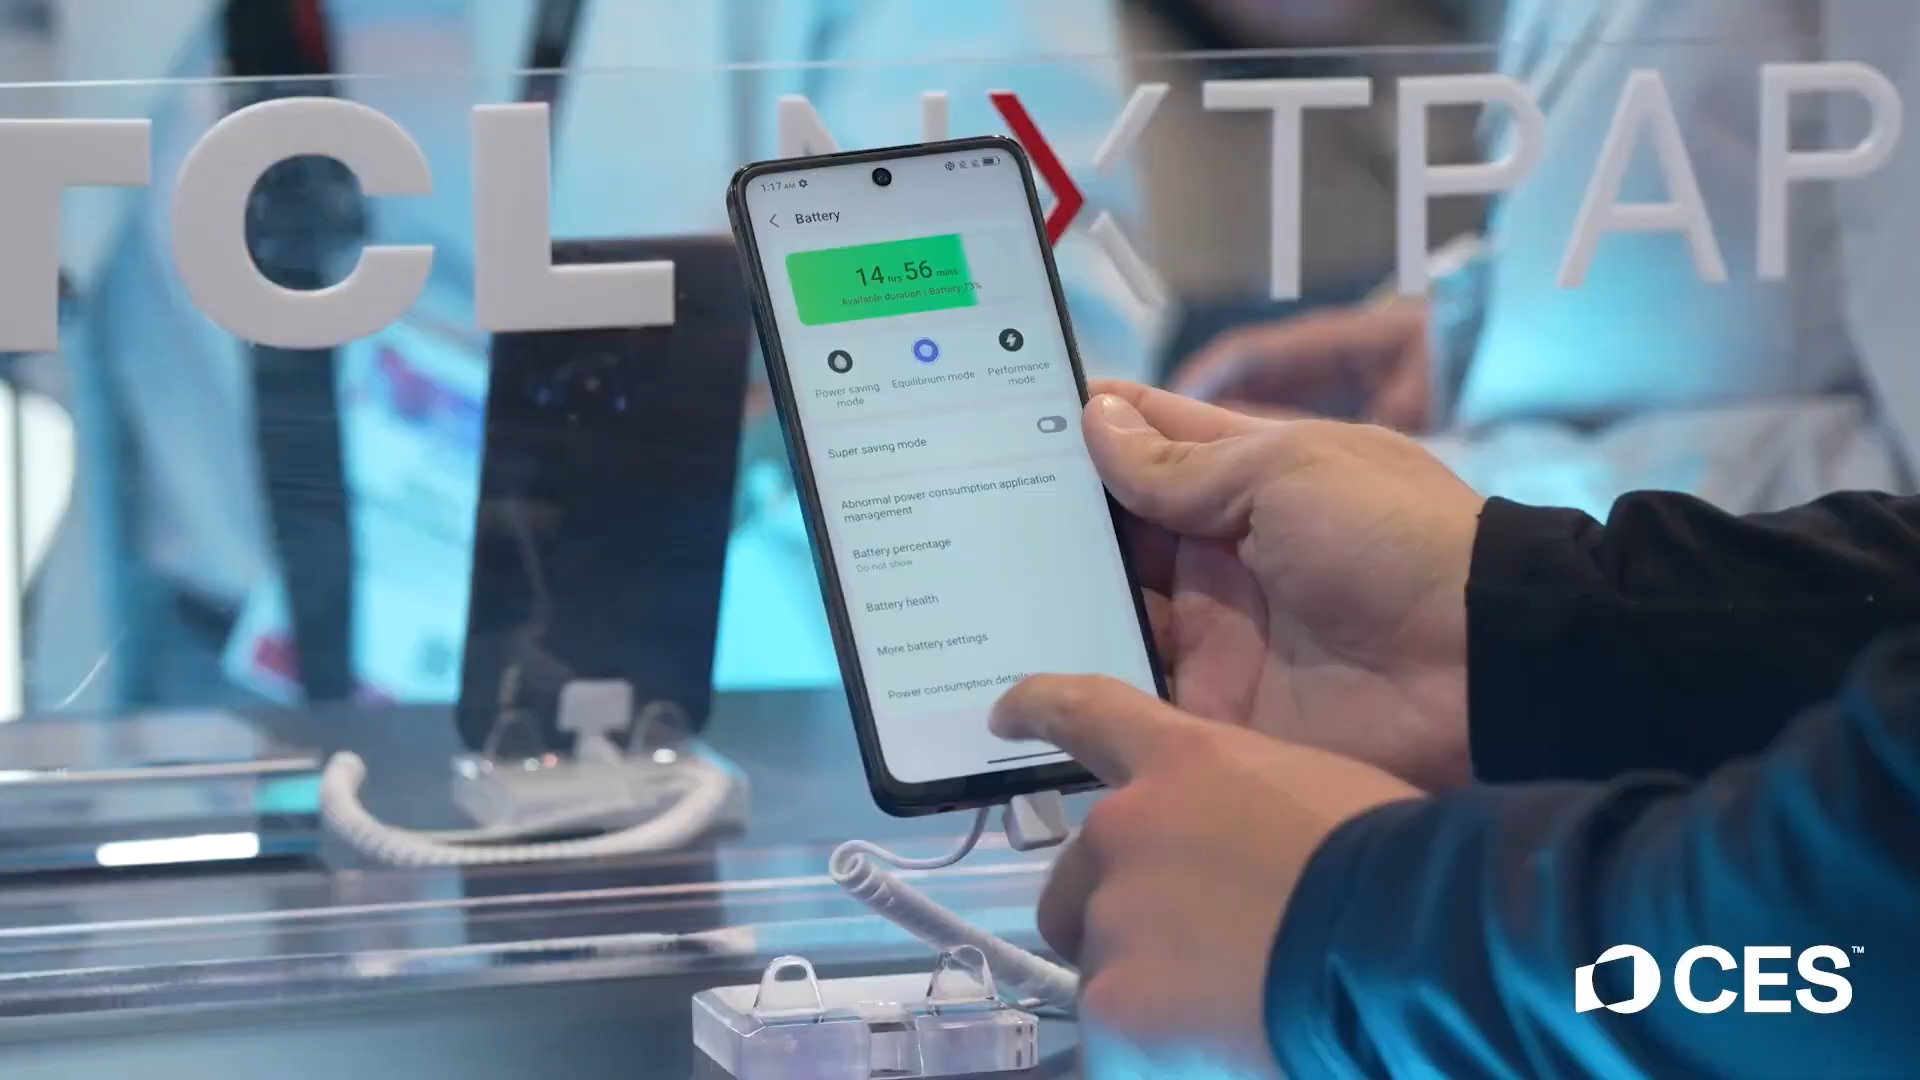 TCL NXTPAP
1:17 AM
Battery
14 hrs 56 mins
Available duration | Battery 73%
Power saving mode
Equilibrium mode
Performance mode
Super saving mode
Abnormal power consumption application
management
Battery percentage
Do not show
Battery health
More battery settings
Power consumption details
CES™